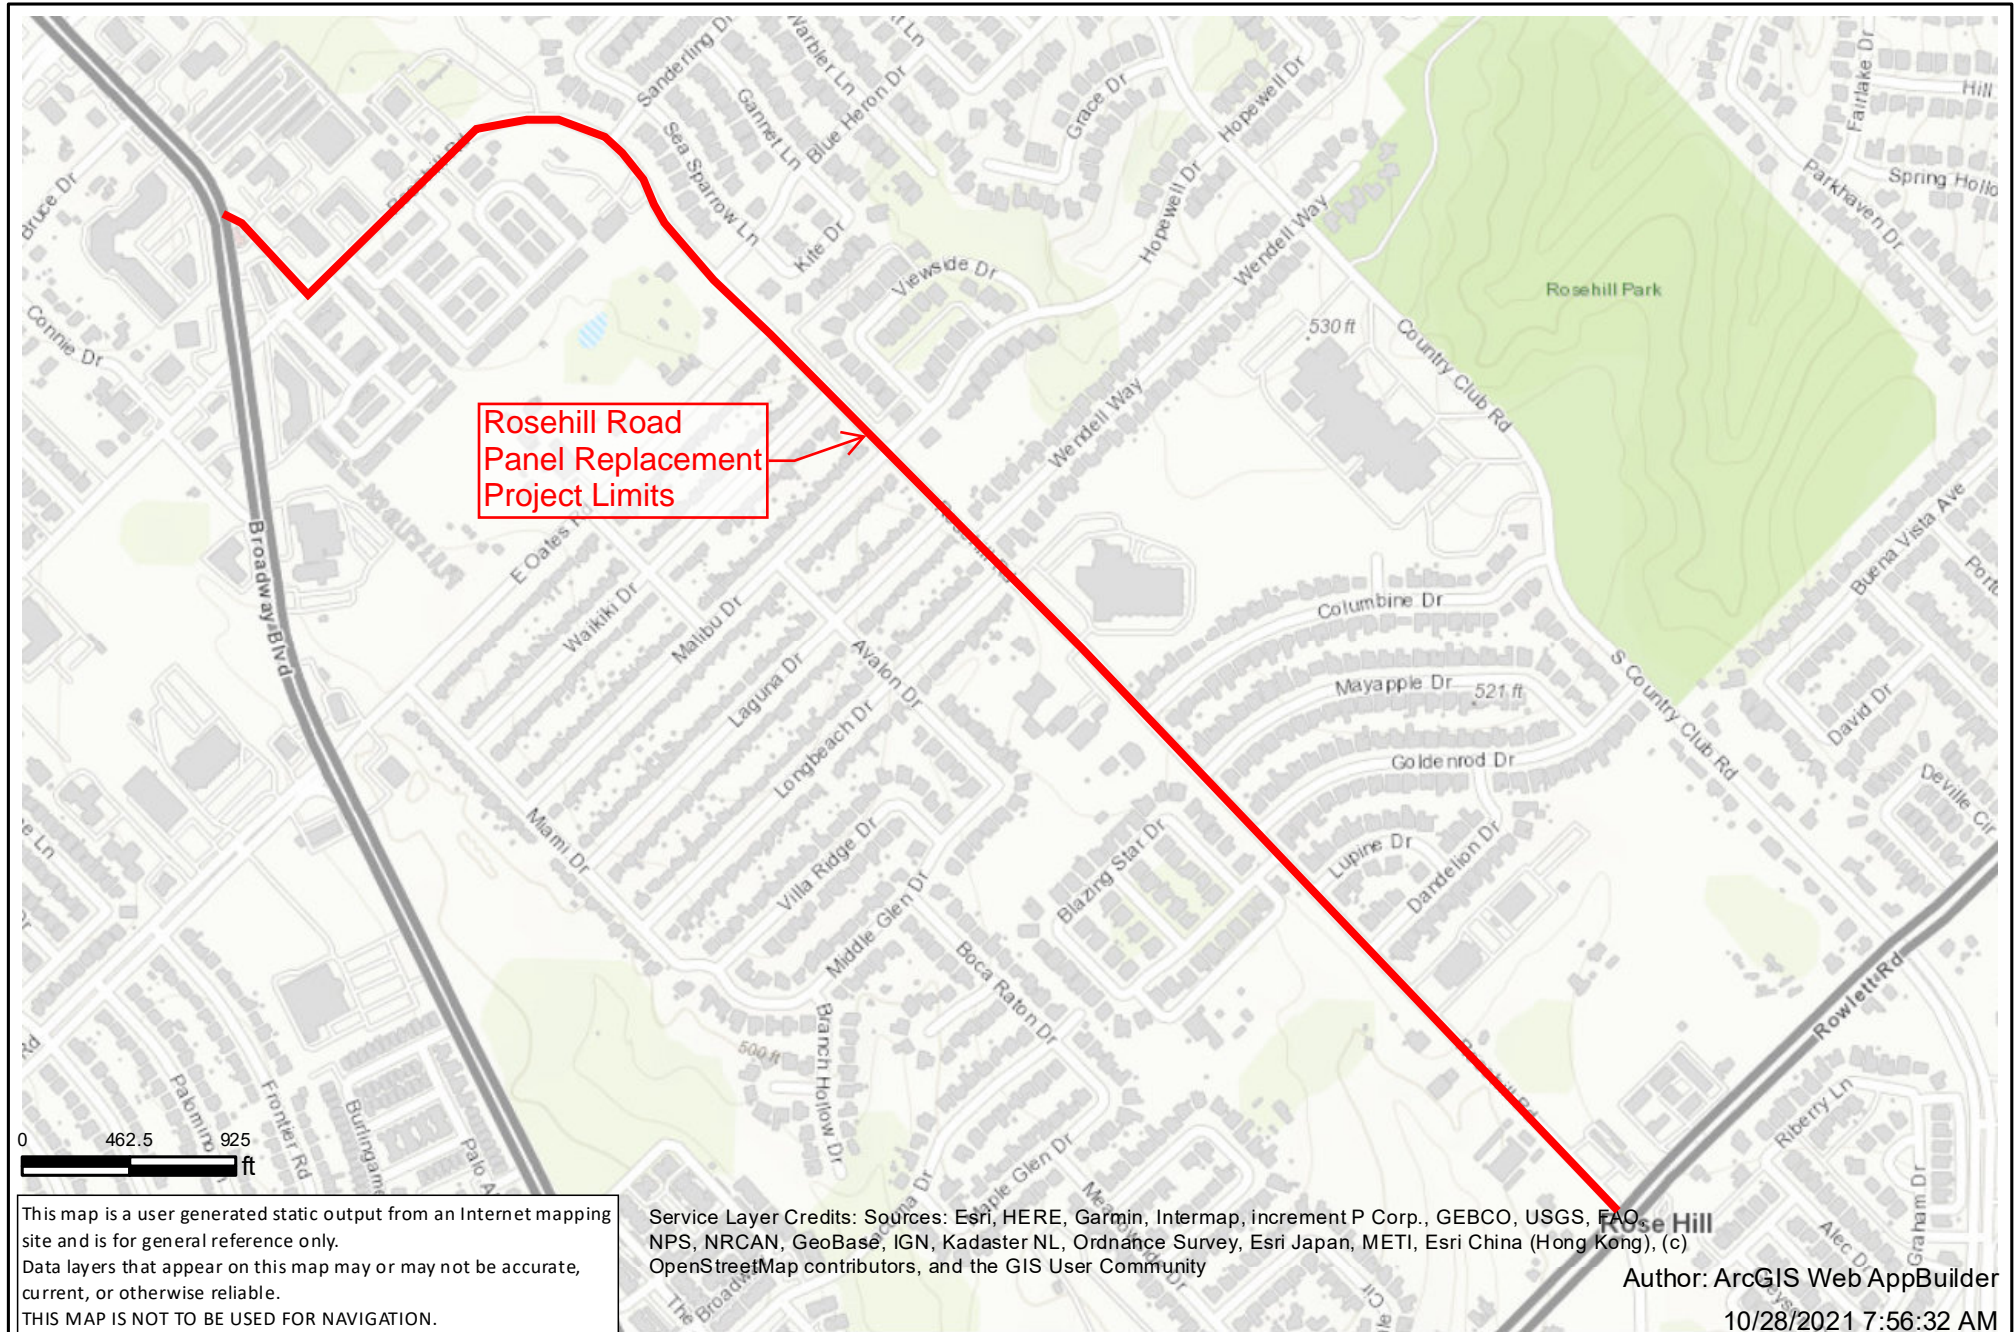 Sanderling Dr
Warbler Ln
Gannet Ln
Blue Heron Dr
Sea Sparrow Ln
Kite Dr
Grace Dr
Hopewell Dr
Hopewell Dr
Viewside Dr
Wendell Way
Wendell Way
Fairlake Dr
Hill
Spring Hollo
Parkhaven Dr
Rosehill Park
530 ft
Country Club Rd
Bruce Dr
Connie Dr
Rosehill Road
Panel Replacement
Project Limits
Broadway Blvd
E Oates Rd
Waikiki Dr
Malibu Dr
Laguna Dr
Avalon Dr
Longbeach Dr
Columbine Dr
Mayapple Dr
521 ft
Goldenrod Dr
S Country Club Rd
Buena Vista Ave
David Dr
Deville Cir
Lupine Dr
Dandelion Dr
Blazing Star Dr
Miami Dr
Villa Ridge Dr
Middle Glen Dr
Boca Raton Dr
Branch Hollow Dr
500 ft
Maple Glen Dr
Rowlett Rd
Riberry Ln
Graham Dr
Alec Dr
Rose Hill
Frontier Rd
Palomino
Burlingame
Rd
0 462.5 925
ft
This map is a user generated static output from an Internet mapping
site and is for general reference only.
Data layers that appear on this map may or may not be accurate,
current, or otherwise reliable.
THIS MAP IS NOT TO BE USED FOR NAVIGATION.
Service Layer Credits: Sources: Esri, HERE, Garmin, Intermap, increment P Corp., GEBCO, USGS, FAO,
NPS, NRCAN, GeoBase, IGN, Kadaster NL, Ordnance Survey, Esri Japan, METI, Esri China (Hong Kong), (c)
OpenStreetMap contributors, and the GIS User Community
Author: ArcGIS Web AppBuilder
10/28/2021 7:56:32 AM